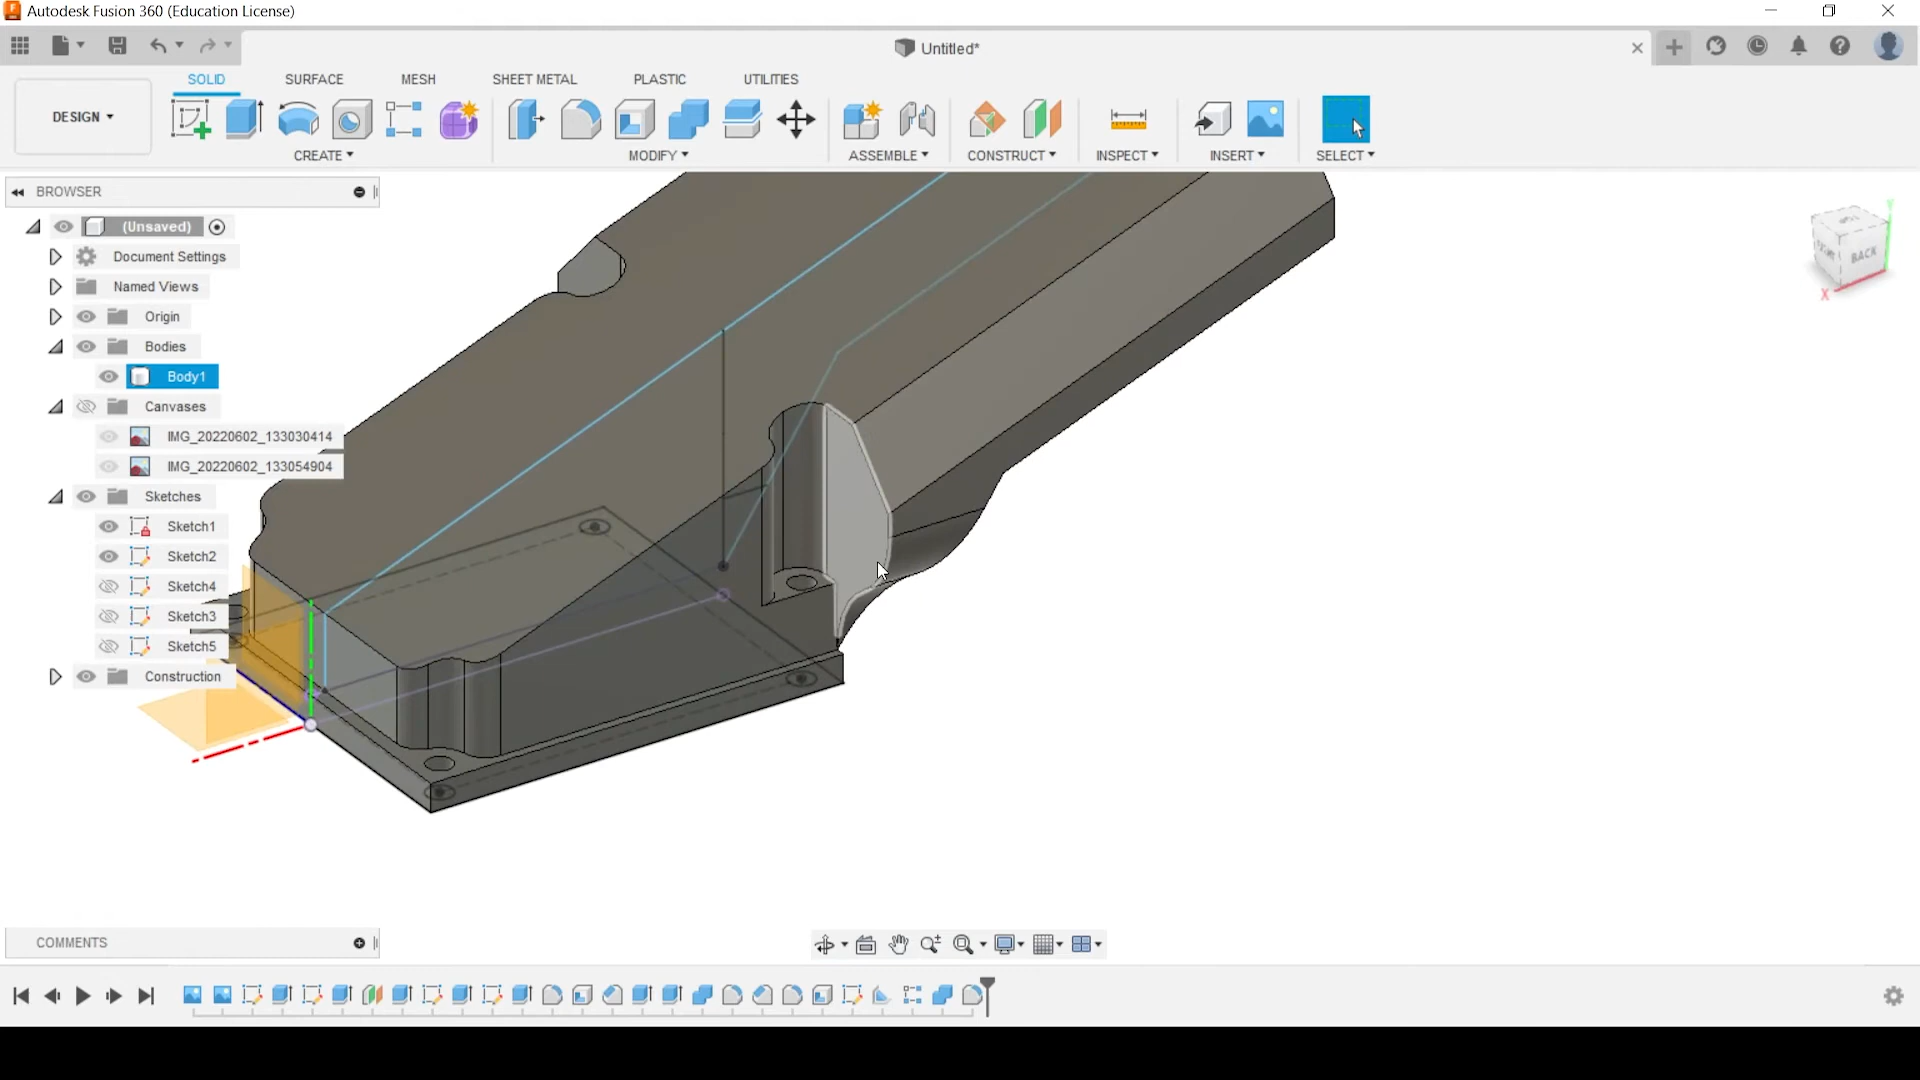 Autodesk Fusion 360 (Education License)
Untitled*
SOLID SURFACE MESH SHEET METAL PLASTIC UTILITIES
DESIGN
CREATE MODIFY ASSEMBLE CONSTRUCT INSPECT INSERT SELECT
BROWSER
(Unsaved)
Document Settings
Named Views
Origin
Bodies
Body1
Canvases
IMG_20220602_133030414
IMG_20220602_133054904
Sketches
Sketch1
Sketch2
Sketch4
Sketch3
Sketch5
Construction
BACK
X
COMMENTS